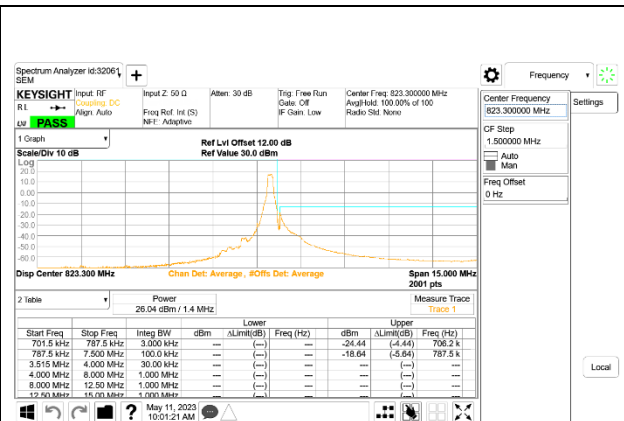 Spectrum Analyzer Id:32061
SEM
+
Frequency
KEYSIGHT Input: RF Input Z: 50 Ω Atten: 30 dB Trig: Free Run Center Freq: 823.300000 MHz
RL Coupling: DC Gate: Off Avg|Hold: 100.00% of 100
Align: Auto Freq Ref: Int (S) IF Gain: Low Radio Std: None
PASS NFE: Adaptive
Center Frequency
823.300000 MHz
Settings
CF Step
1.500000 MHz
Auto
Man
Freq Offset
0 Hz
1 Graph
Ref Lvl Offset 12.00 dB
Scale/Div 10 dB Ref Value 30.0 dBm
Log
20.0
10.0
0.00
-10.0
-20.0
-30.0
-40.0
-50.0
-60.0
Disp Center 823.300 MHz Chan Det: Average, #Offs Det: Average Span 15.000 MHz
2001 pts
2 Table Power Measure Trace
26.04 dBm / 1.4 MHz Trace 1
Lower Upper
Start Freq Stop Freq Integ BW dBm ΔLimit(dB) Freq (Hz) dBm ΔLimit(dB) Freq (Hz)
701.5 kHz 787.5 kHz 3.000 kHz --- (---) --- -24.44 (-4.44) 706.2 k
787.5 kHz 7.500 MHz 100.0 kHz --- (---) --- -18.64 (-5.64) 787.5 k
3.515 MHz 4.000 MHz 30.00 kHz --- (---) --- --- (---) ---
4.000 MHz 8.000 MHz 1.000 MHz --- (---) --- --- (---) ---
8.000 MHz 12.50 MHz 1.000 MHz --- (---) --- --- (---) ---
12.50 MHz 15.00 MHz 1.000 MHz --- (---) --- --- (---) ---
Local
? May 11, 2023
10:01:21 AM